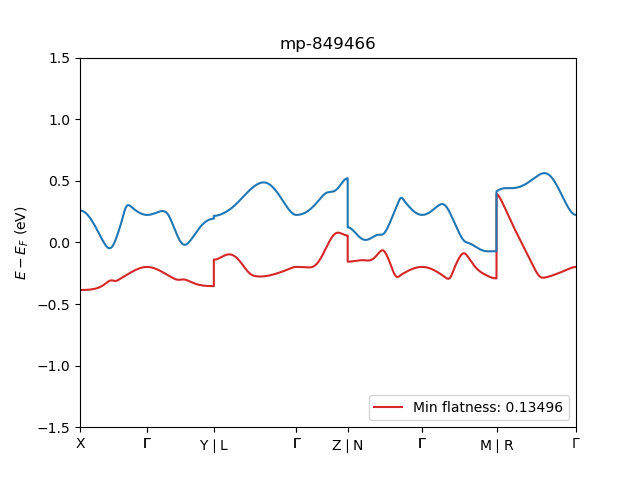 mp-849466
E − E_F (eV)
1.5
1.0
0.5
0.0
−0.5
−1.0
−1.5
Min flatness: 0.13496
X Γ Y | L Γ Z | N Γ M | R Γ